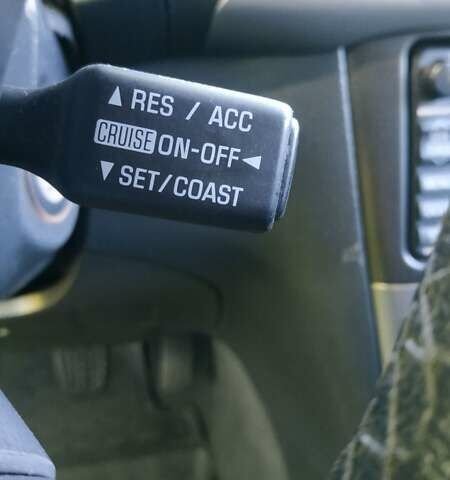 ▲ RES / ACC
CRUISE ON-OFF ◄
▼ SET/COAST